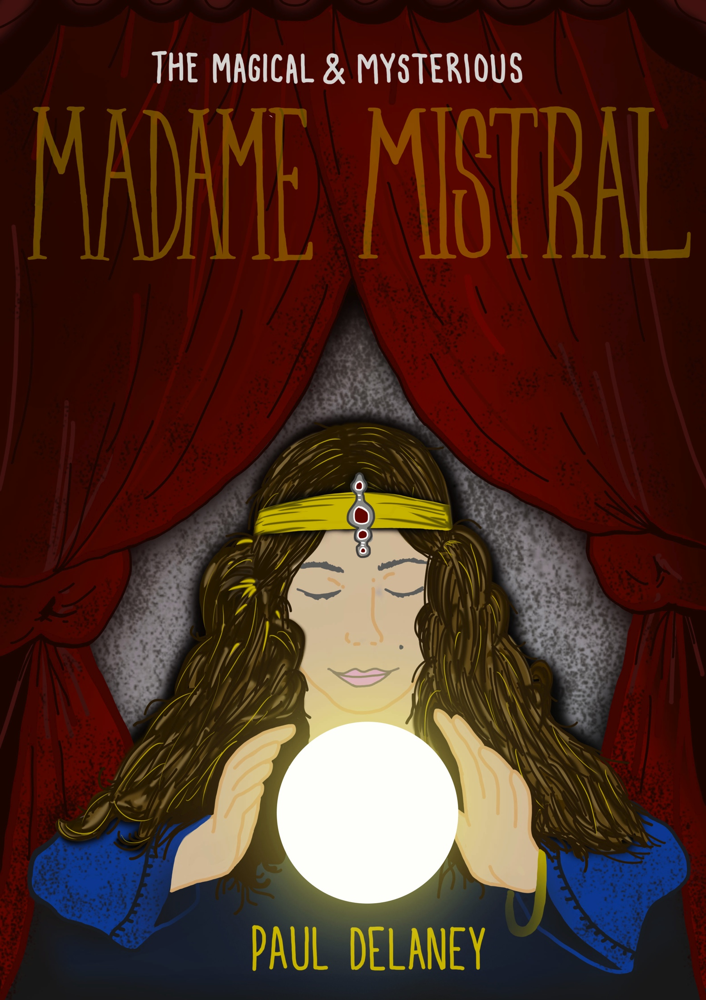 THE MAGICAL & MYSTERIOUS
MADAME MISTRAL
PAUL DELANEY